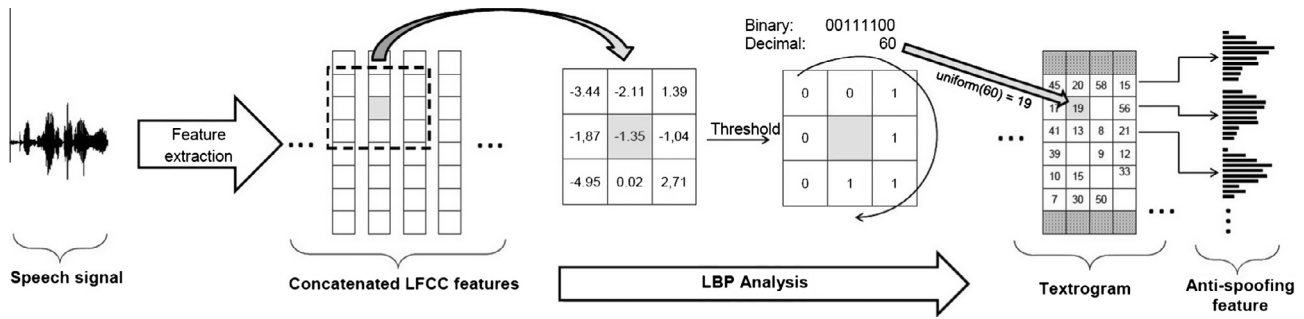 Binary: 00111100
Decimal: 60
uniform(60) = 19
Feature
extraction
...
...
-3.44 -2.11 1.39
-1,87 -1.35 -1,04
-4.95 0.02 2,71
Threshold
0 0 1
0 1
0 1 1
...
45 20 58 15
17 19 56
41 13 8 21
39 9 12
10 15 33
7 30 50
...
Speech signal
Concatenated LFCC features
LBP Analysis
Textrogram
Anti-spoofing
feature